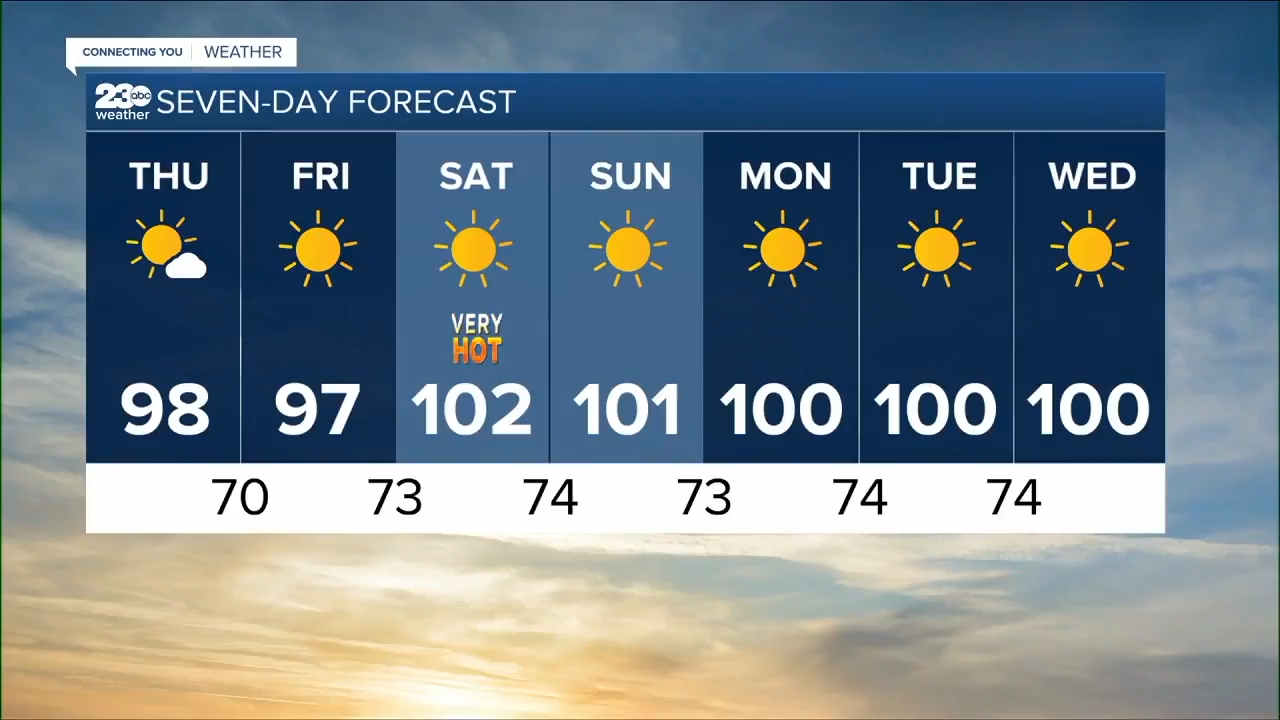 CONNECTING YOU | WEATHER
23 abc
weather
SEVEN-DAY FORECAST
THU FRI SAT SUN MON TUE WED
VERY
HOT
98 97 102 101 100 100 100
70 73 74 73 74 74